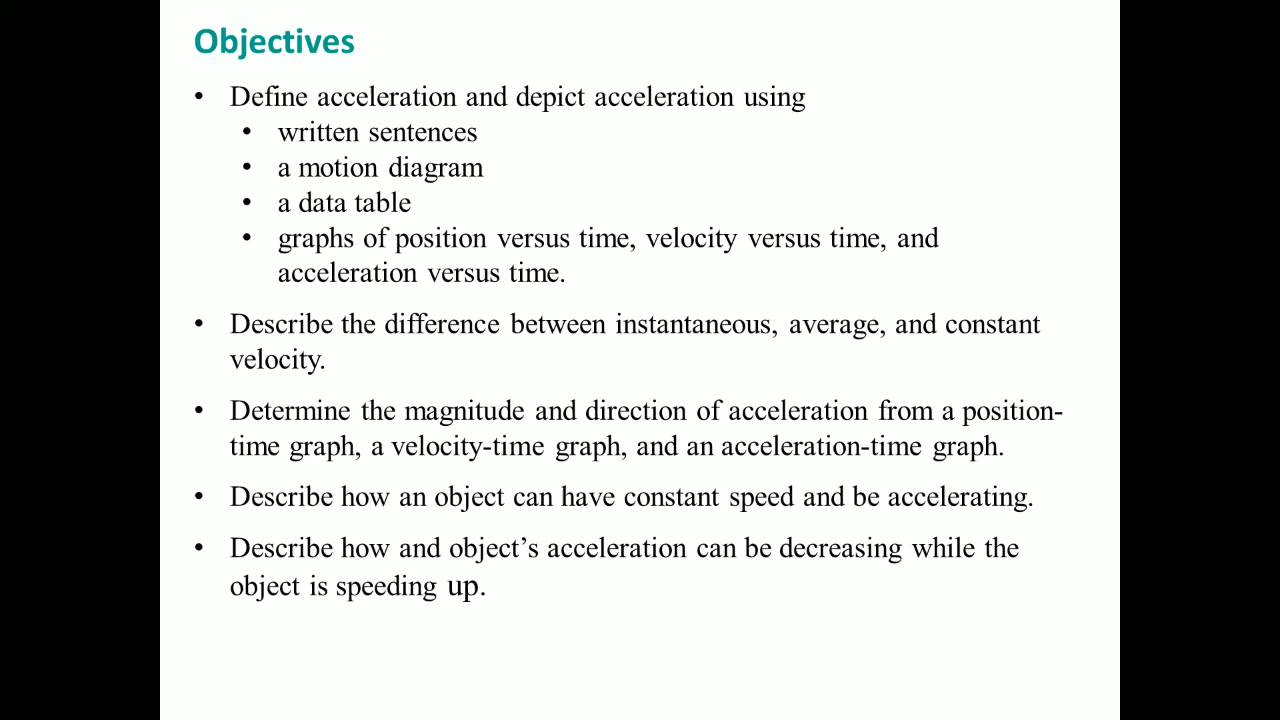 Objectives
• Define acceleration and depict acceleration using
• written sentences
• a motion diagram
• a data table
• graphs of position versus time, velocity versus time, and
acceleration versus time.
• Describe the difference between instantaneous, average, and constant
velocity.
• Determine the magnitude and direction of acceleration from a position-
time graph, a velocity-time graph, and an acceleration-time graph.
• Describe how an object can have constant speed and be accelerating.
• Describe how and object’s acceleration can be decreasing while the
object is speeding up.